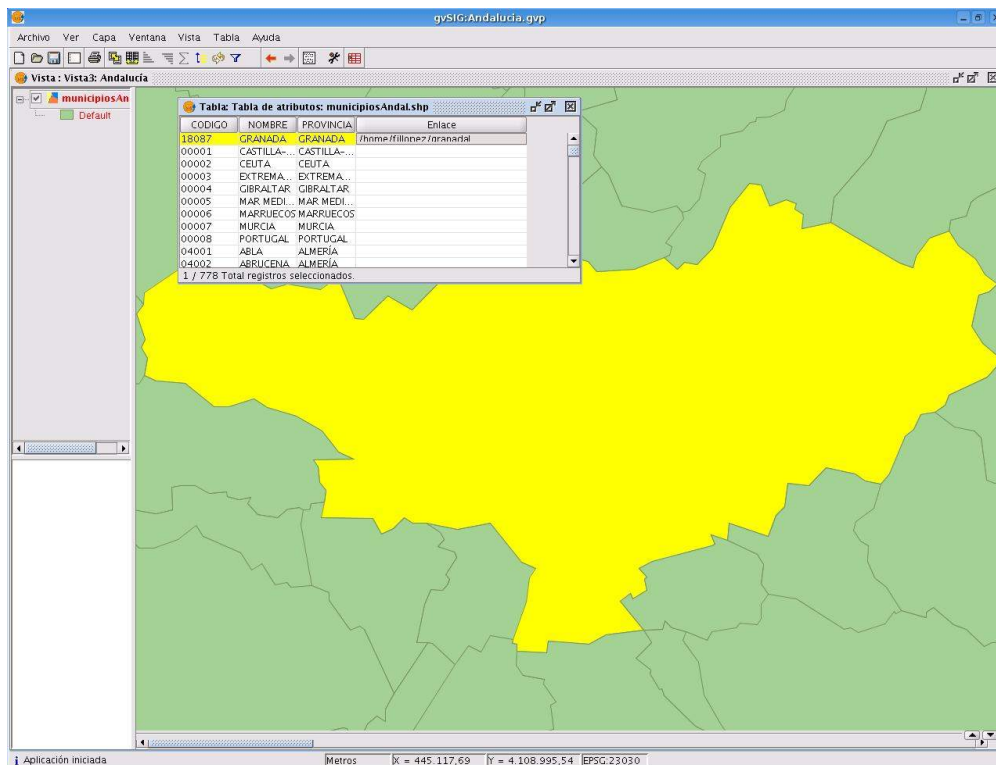 gvSIG:Andalucia.gvp
Archivo Ver Capa Ventana Vista Tabla Ayuda
Vista : Vista3: Andalucía
municipiosAn
Default
Tabla: Tabla de atributos: municipiosAndal.shp
CODIGO NOMBRE PROVINCIA Enlace
18087 GRANADA GRANADA /home/fillopez/granadal
00001 CASTILLA-... CASTILLA-...
00002 CEUTA CEUTA
00003 EXTREMA... EXTREMA...
00004 GIBRALTAR GIBRALTAR
00005 MAR MEDI... MAR MEDI...
00006 MARRUECOS MARRUECOS
00007 MURCIA MURCIA
00008 PORTUGAL PORTUGAL
04001 ABLA ALMERÍA
04002 ABRUCENA ALMERÍA
1 / 778 Total registros seleccionados.
Aplicación iniciada Metros X = 445.117,69 Y = 4.108.995,54 EPSG:23030